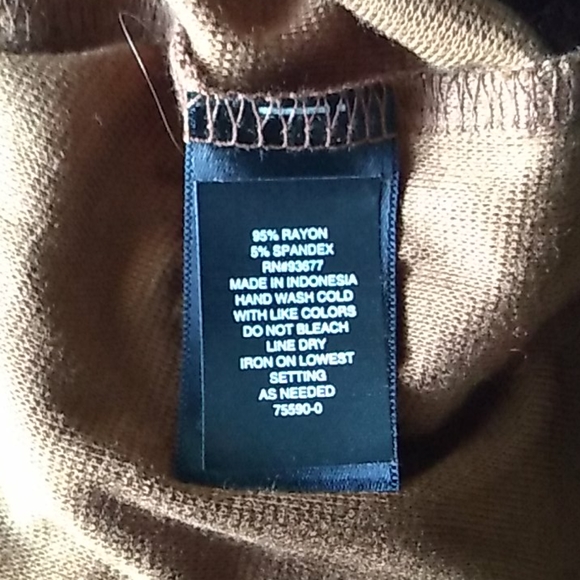 95% RAYON
5% SPANDEX
RN#93677
MADE IN INDONESIA
HAND WASH COLD
WITH LIKE COLORS
DO NOT BLEACH
LINE DRY
IRON ON LOWEST
SETTING
AS NEEDED
75590-0